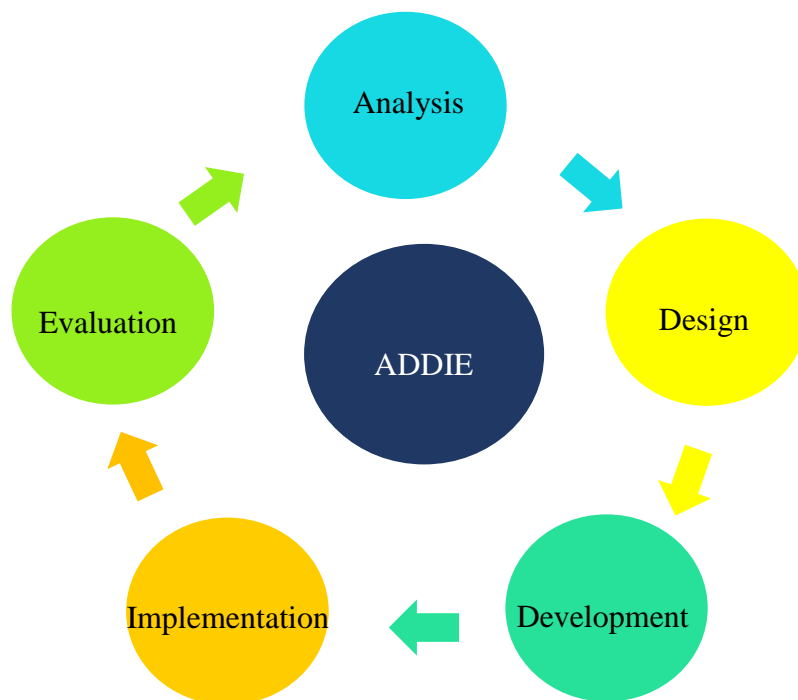 Analysis
Design
Development
Implementation
Evaluation
ADDIE